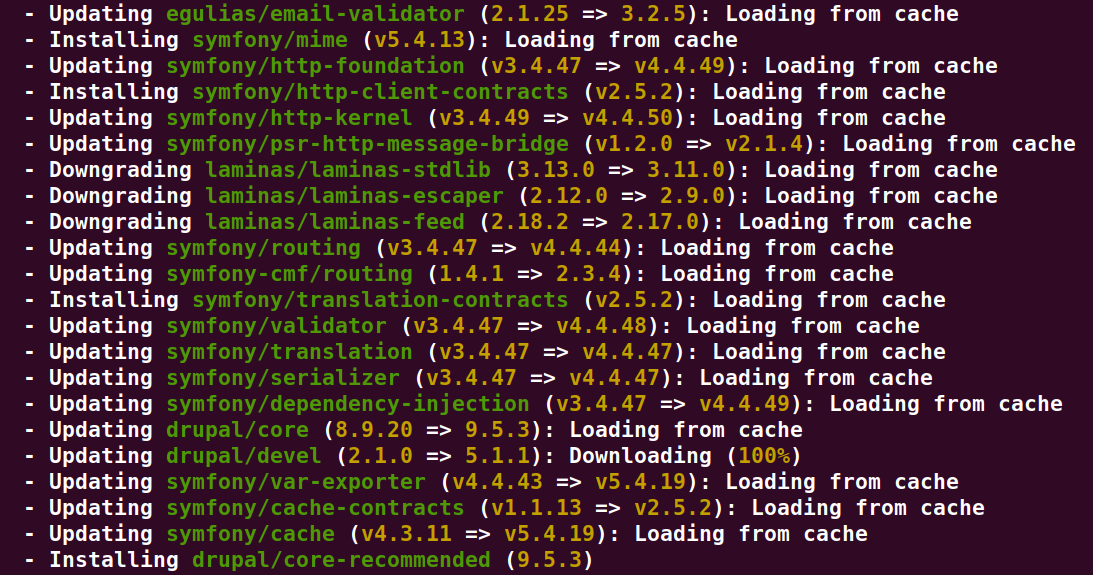 - Updating egulias/email-validator (2.1.25 => 3.2.5): Loading from cache
- Installing symfony/mime (v5.4.13): Loading from cache
- Updating symfony/http-foundation (v3.4.47 => v4.4.49): Loading from cache
- Installing symfony/http-client-contracts (v2.5.2): Loading from cache
- Updating symfony/http-kernel (v3.4.49 => v4.4.50): Loading from cache
- Updating symfony/psr-http-message-bridge (v1.2.0 => v2.1.4): Loading from cache
- Downgrading laminas/laminas-stdlib (3.13.0 => 3.11.0): Loading from cache
- Downgrading laminas/laminas-escaper (2.12.0 => 2.9.0): Loading from cache
- Downgrading laminas/laminas-feed (2.18.2 => 2.17.0): Loading from cache
- Updating symfony/routing (v3.4.47 => v4.4.44): Loading from cache
- Updating symfony-cmf/routing (1.4.1 => 2.3.4): Loading from cache
- Installing symfony/translation-contracts (v2.5.2): Loading from cache
- Updating symfony/validator (v3.4.47 => v4.4.48): Loading from cache
- Updating symfony/translation (v3.4.47 => v4.4.47): Loading from cache
- Updating symfony/serializer (v3.4.47 => v4.4.47): Loading from cache
- Updating symfony/dependency-injection (v3.4.47 => v4.4.49): Loading from cache
- Updating drupal/core (8.9.20 => 9.5.3): Loading from cache
- Updating drupal/devel (2.1.0 => 5.1.1): Downloading (100%)
- Updating symfony/var-exporter (v4.4.43 => v5.4.19): Loading from cache
- Updating symfony/cache-contracts (v1.1.13 => v2.5.2): Loading from cache
- Updating symfony/cache (v4.3.11 => v5.4.19): Loading from cache
- Installing drupal/core-recommended (9.5.3)